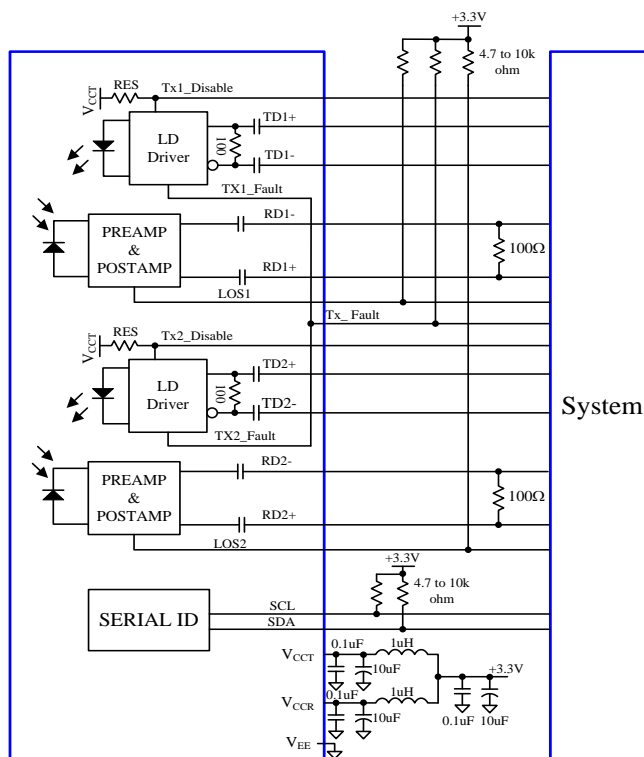 +3.3V
4.7 to 10k
ohm
RES
Tx1_Disable
VCCT
LD
Driver
100
TD1+
TD1-
TX1_Fault
PREAMP
&
POSTAMP
RD1-
RD1+
100Ω
LOS1
Tx_ Fault
RES
Tx2_Disable
VCCT
LD
Driver
100
TD2+
TD2-
TX2_Fault
System
PREAMP
&
POSTAMP
RD2-
RD2+
100Ω
LOS2
+3.3V
4.7 to 10k
ohm
SERIAL ID
SCL
SDA
VCCT
0.1uF
10uF
1uH
+3.3V
VCCR
0.1uF
10uF
1uH
0.1uF
10uF
VEE